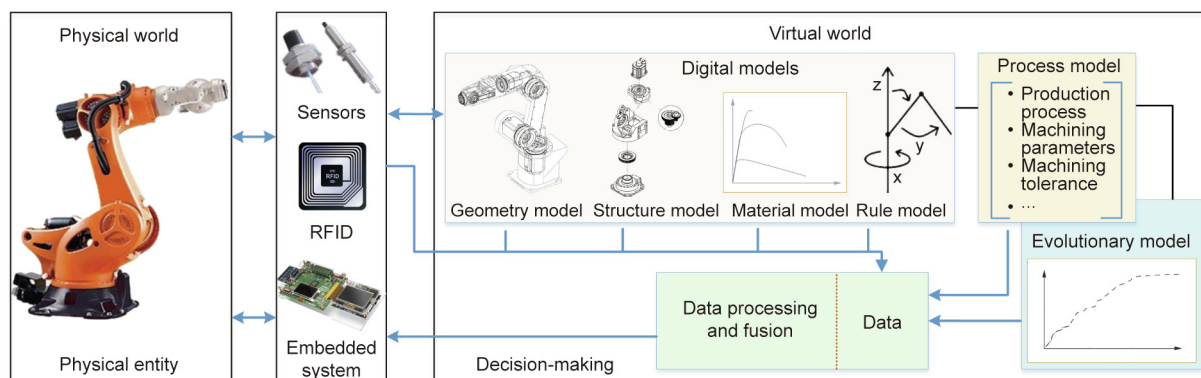 Physical world
Physical entity
Sensors
RFID
RFID
Embedded
system
Virtual world
Digital models
Geometry model
Structure model
Material model
Rule model
z
y
x
Process model
• Production
process
• Machining
parameters
• Machining
tolerance
• …
Evolutionary model
Data processing
and fusion
Data
Decision-making